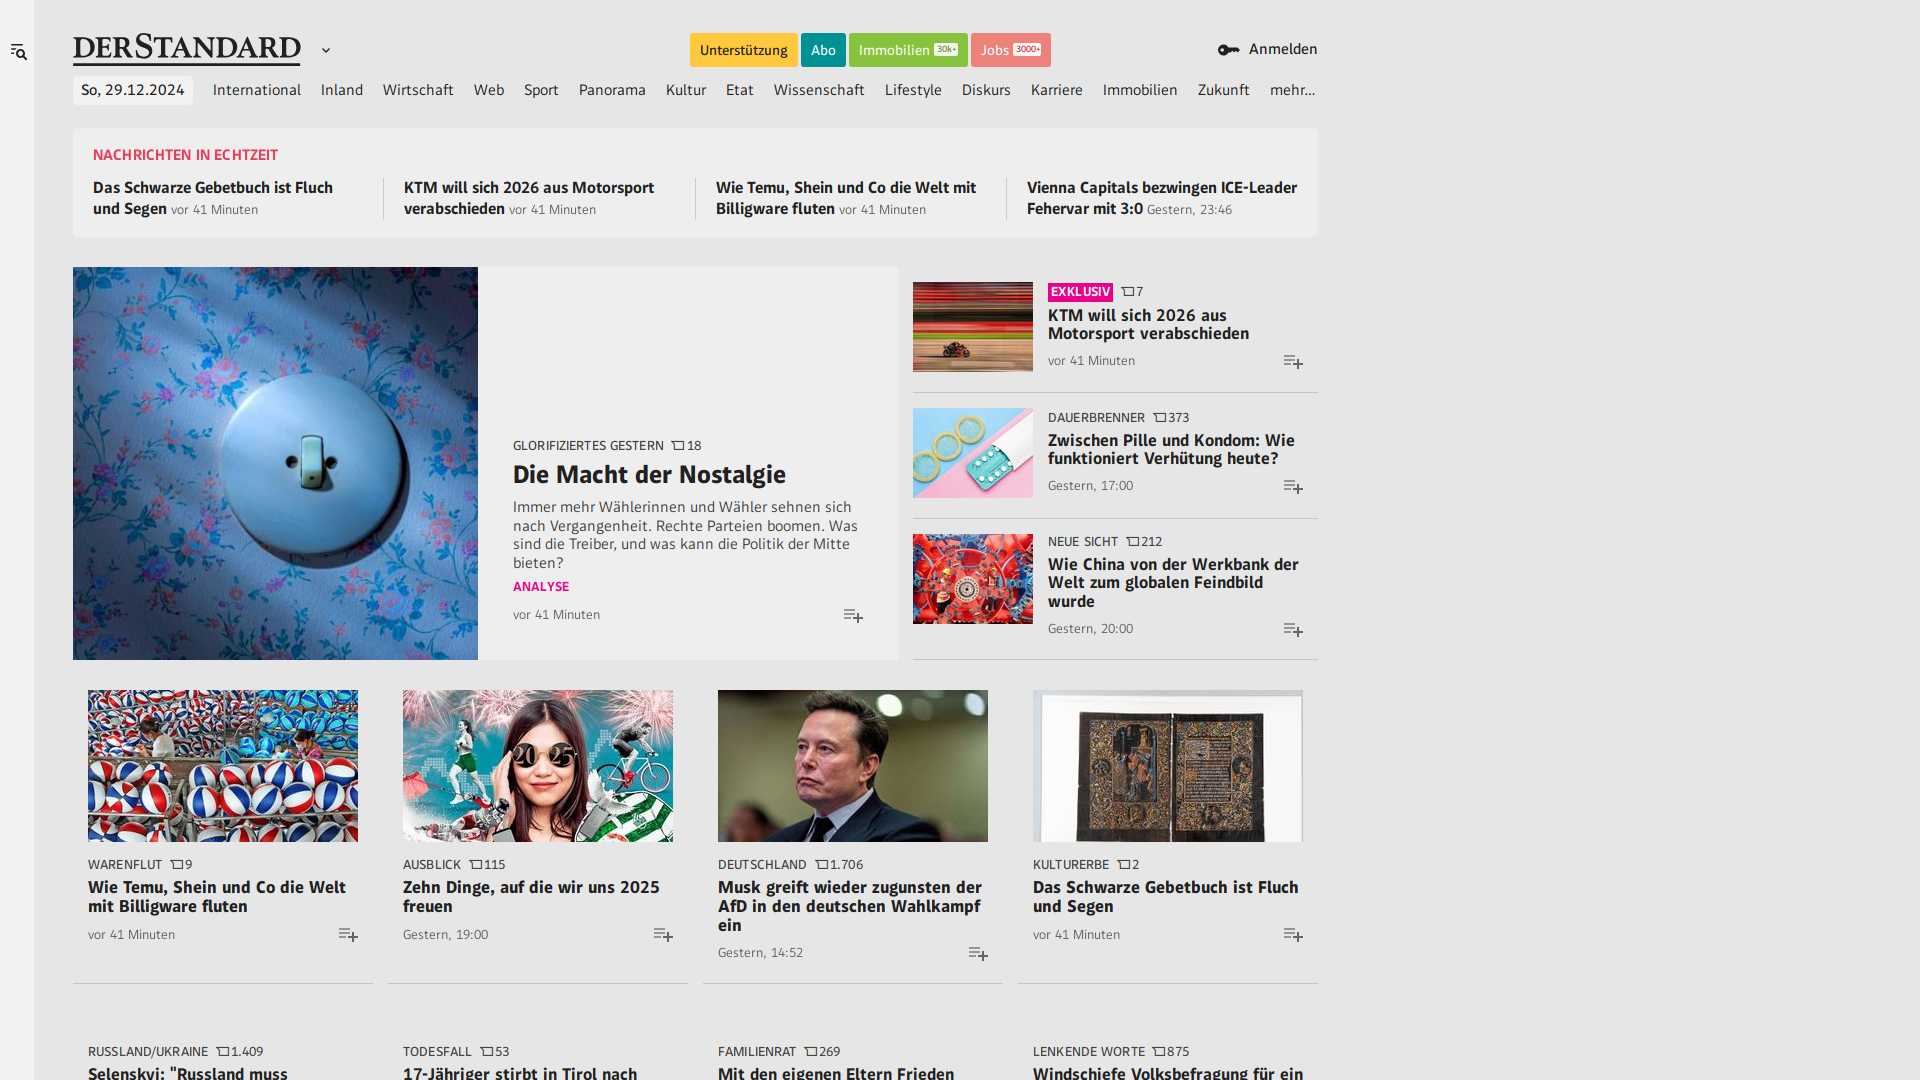 DERSTANDARD
Unterstützung
Abo
Immobilien 30k+
Jobs 3000+
Anmelden
So, 29.12.2024 International Inland Wirtschaft Web Sport Panorama Kultur Etat Wissenschaft Lifestyle Diskurs Karriere Immobilien Zukunft mehr...
NACHRICHTEN IN ECHTZEIT
Das Schwarze Gebetbuch ist Fluch
und Segen vor 41 Minuten
KTM will sich 2026 aus Motorsport
verabschieden vor 41 Minuten
Wie Temu, Shein und Co die Welt mit
Billigware fluten vor 41 Minuten
Vienna Capitals bezwingen ICE-Leader
Fehervar mit 3:0 Gestern, 23:46
GLORIFIZIERTES GESTERN 18
Die Macht der Nostalgie
Immer mehr Wählerinnen und Wähler sehnen sich
nach Vergangenheit. Rechte Parteien boomen. Was
sind die Treiber, und was kann die Politik der Mitte
bieten?
ANALYSE
vor 41 Minuten
EXKLUSIV 7
KTM will sich 2026 aus
Motorsport verabschieden
vor 41 Minuten
DAUERBRENNER 373
Zwischen Pille und Kondom: Wie
funktioniert Verhütung heute?
Gestern, 17:00
NEUE SICHT 212
Wie China von der Werkbank der
Welt zum globalen Feindbild
wurde
Gestern, 20:00
WARENFLUT 9
Wie Temu, Shein und Co die Welt
mit Billigware fluten
vor 41 Minuten
2025
AUSBLICK 115
Zehn Dinge, auf die wir uns 2025
freuen
Gestern, 19:00
DEUTSCHLAND 1.706
Musk greift wieder zugunsten der
AfD in den deutschen Wahlkampf
ein
Gestern, 14:52
KULTURERBE 2
Das Schwarze Gebetbuch ist Fluch
und Segen
vor 41 Minuten
RUSSLAND/UKRAINE 1.409
Selenskyj: "Russland muss
TODESFALL 53
17-Jähriger stirbt in Tirol nach
FAMILIENRAT 269
Mit den eigenen Eltern Frieden
LENKENDE WORTE 875
Windschiefe Volksbefragung für ein